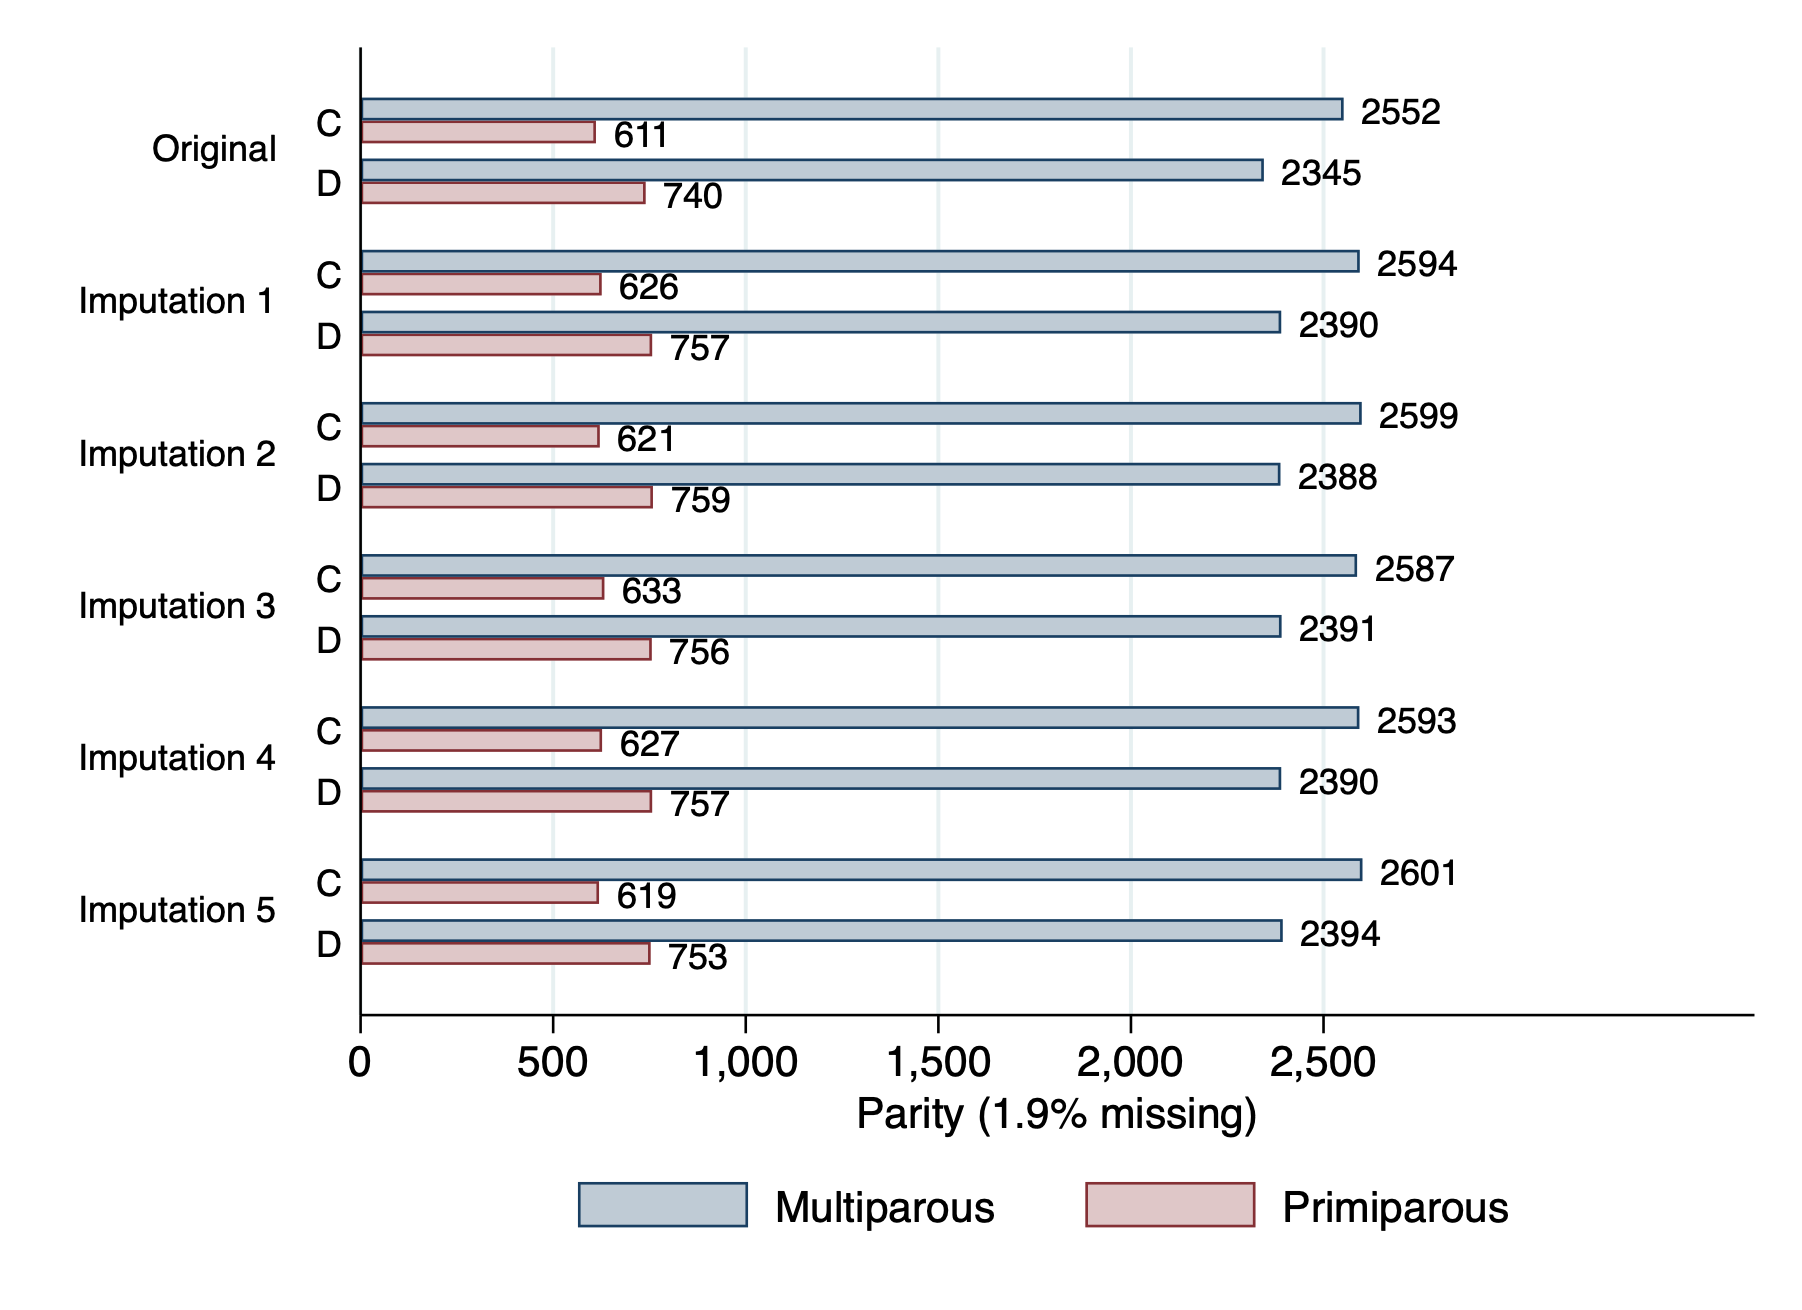 Original
C 2552
611
D 2345
740
Imputation 1
C 2594
626
D 2390
757
Imputation 2
C 2599
621
D 2388
759
Imputation 3
C 2587
633
D 2391
756
Imputation 4
C 2593
627
D 2390
757
Imputation 5
C 2601
619
D 2394
753
0 500 1,000 1,500 2,000 2,500
Parity (1.9% missing)
Multiparous Primiparous